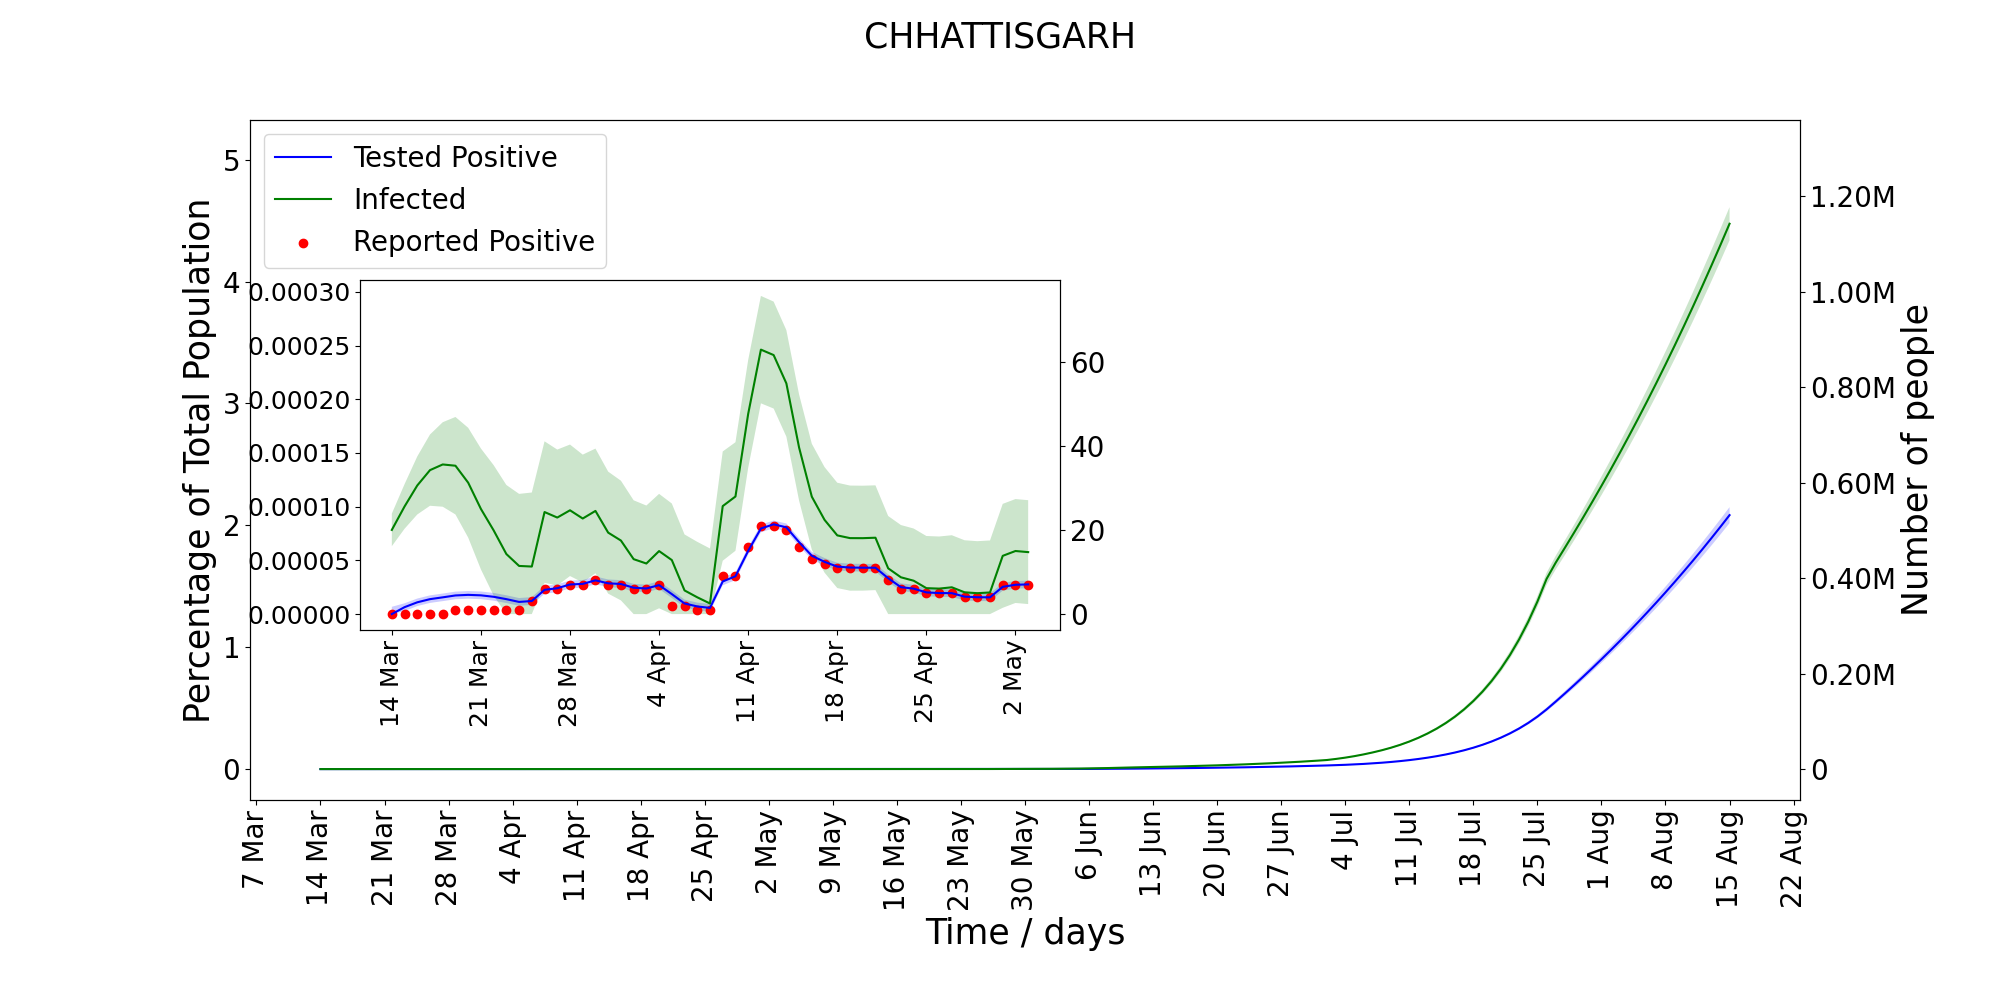 CHHATTISGARH
Tested Positive
Infected
Reported Positive
Percentage of Total Population
5
4
3
2
1
0
0.00030
0.00025
0.00020
0.00015
0.00010
0.00005
0.00000
60
40
20
0
14 Mar
21 Mar
28 Mar
4 Apr
11 Apr
18 Apr
25 Apr
2 May
1.20M
1.00M
0.80M
0.60M
0.40M
0.20M
0
Number of people
7 Mar
14 Mar
21 Mar
28 Mar
4 Apr
11 Apr
18 Apr
25 Apr
2 May
9 May
16 May
23 May
30 May
6 Jun
13 Jun
20 Jun
27 Jun
4 Jul
11 Jul
18 Jul
25 Jul
1 Aug
8 Aug
15 Aug
22 Aug
Time / days